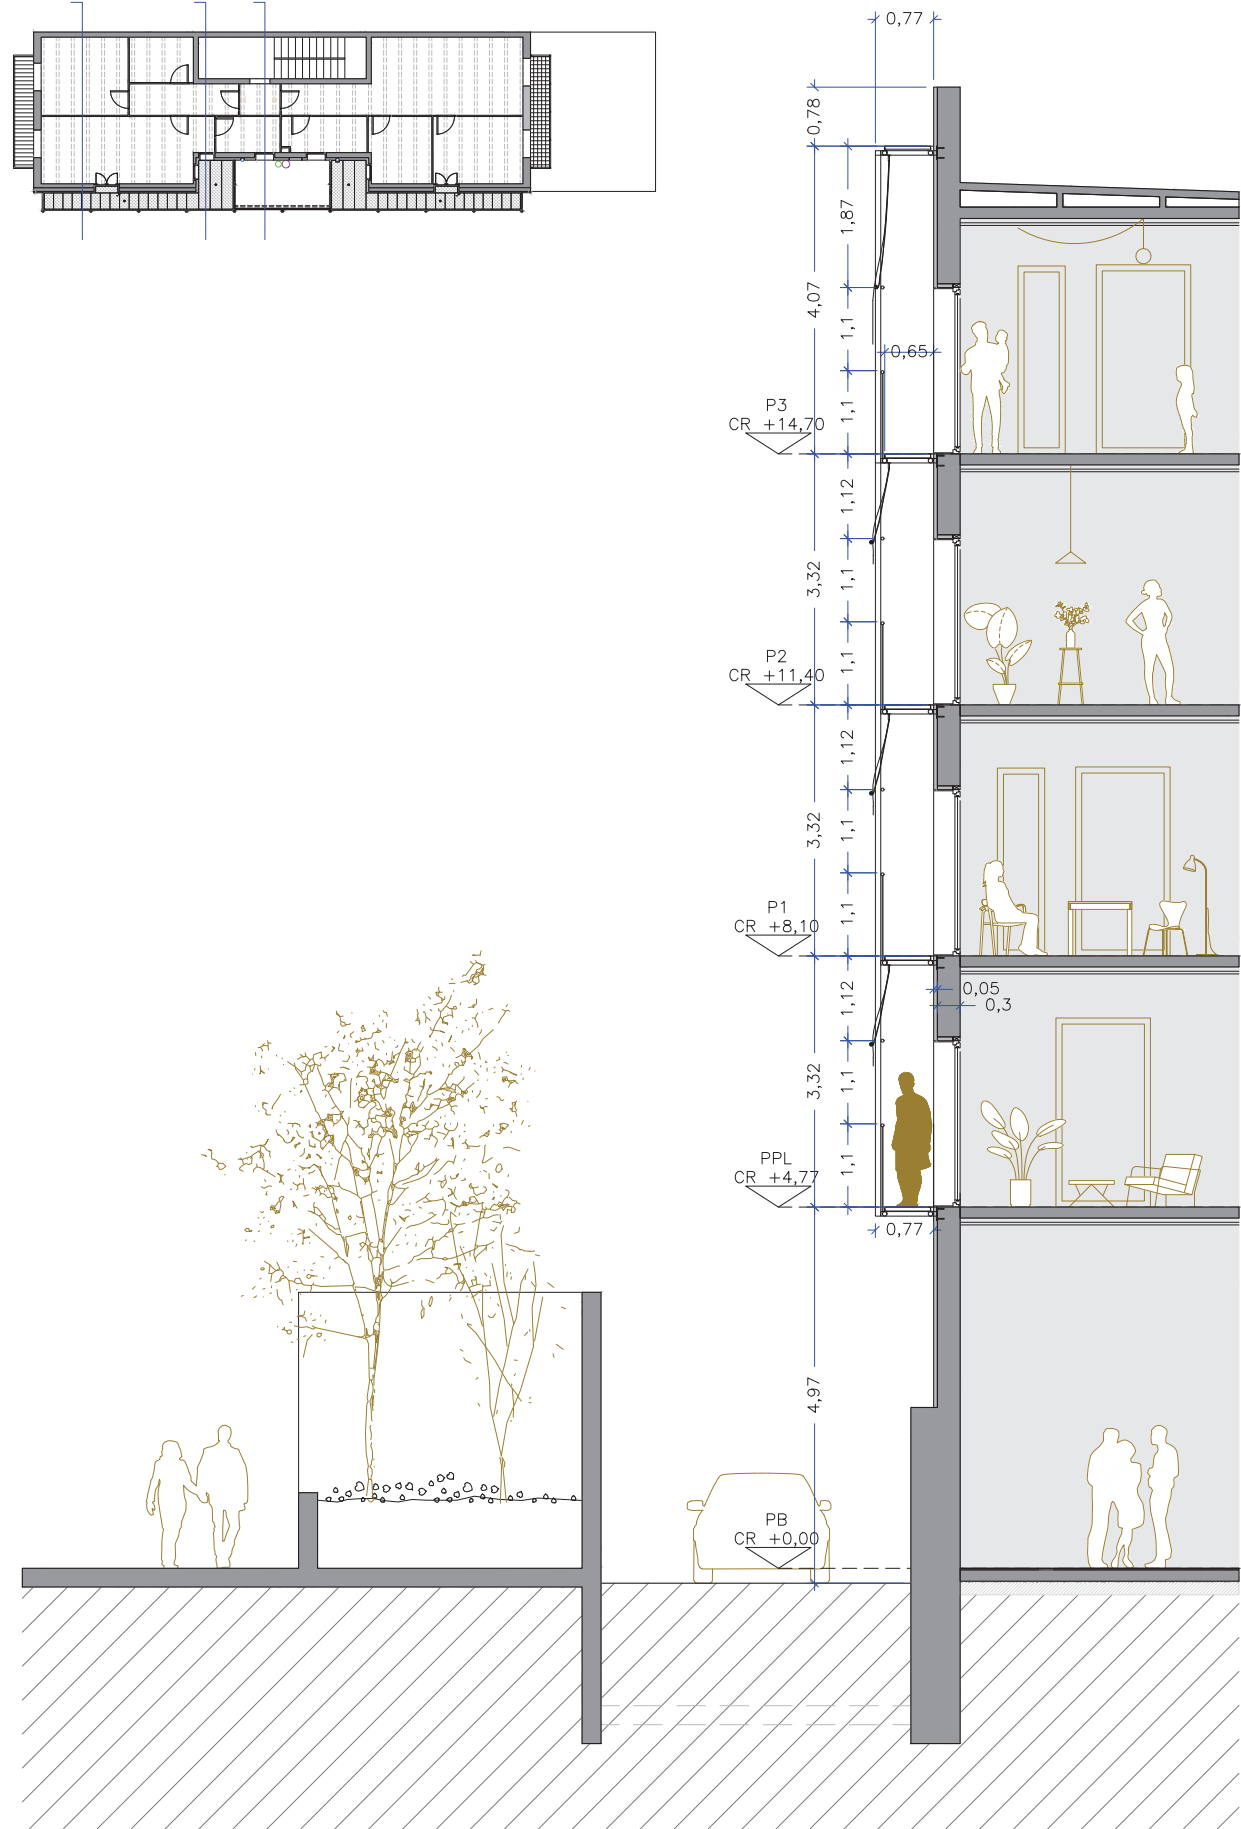 0,77
0,78
1,87
4,07
1,1
0,65
1,1
P3
CR +14,70
1,12
3,32
1,1
1,1
P2
CR +11,40
1,12
3,32
1,1
1,1
P1
CR +8,10
0,05
0,3
1,12
3,32
1,1
1,1
PPL
CR +4,77
0,77
4,97
PB
CR +0,00